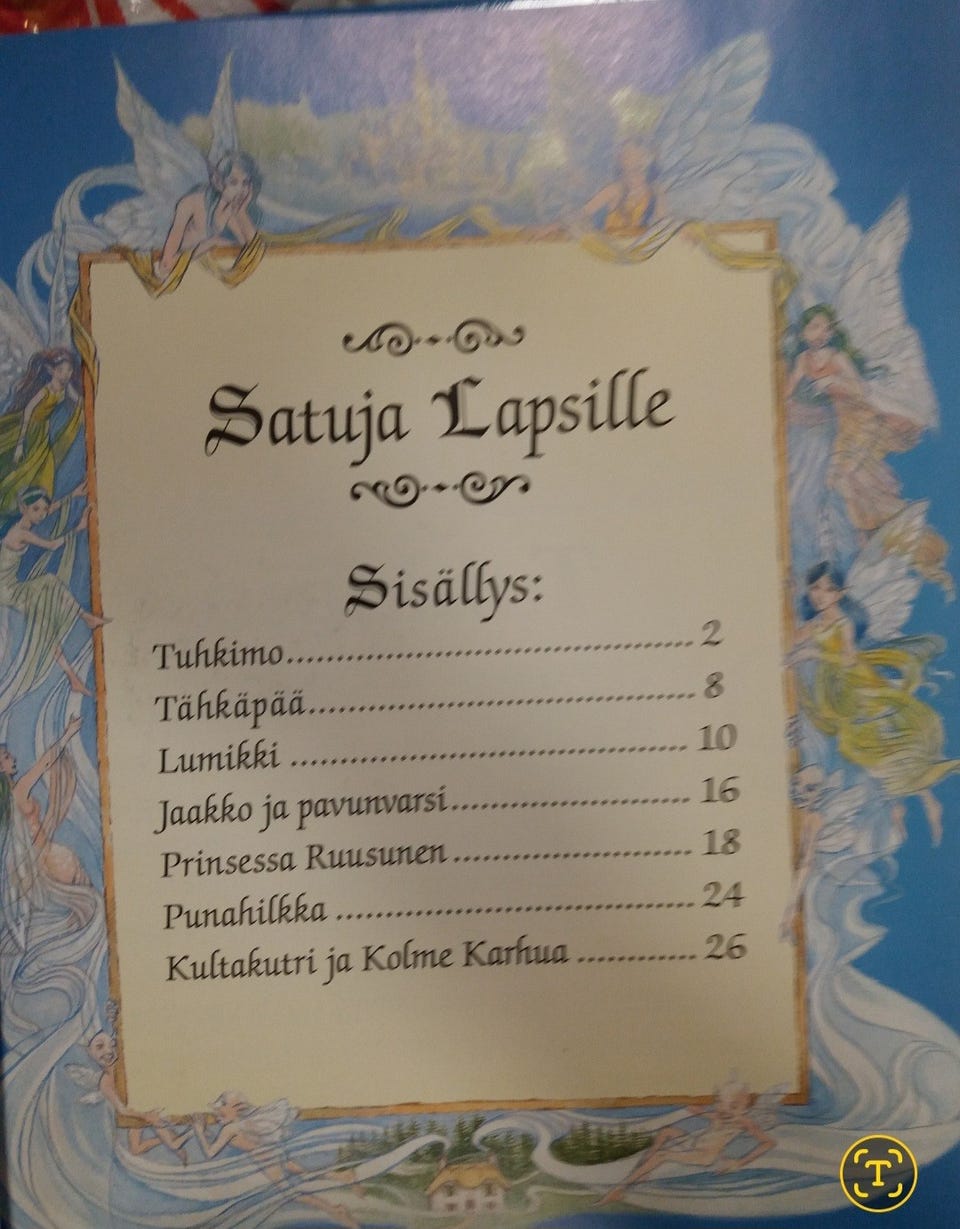 Satuja Lapsille
Sisällys:
Tuhkimo........................................ 2
Tähkäpää...................................... 8
Lumikki ....................................... 10
Jaakko ja pavunvarsi........................ 16
Prinsessa Ruusunen ........................ 18
Punahilkka .................................... 24
Kultakutri ja Kolme Karhua ............ 26
T